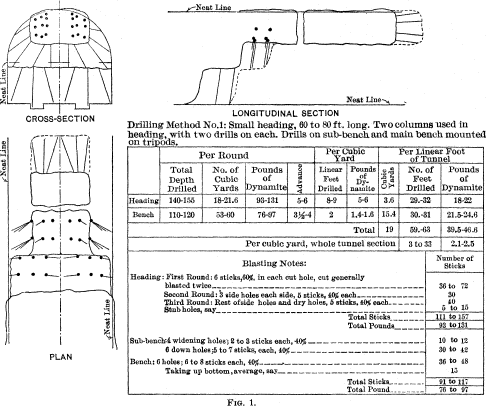 Neat Line
Neat Line
Neat Line
CROSS-SECTION
Neat Line
LONGITUDINAL SECTION
Neat Line
PLAN
Drilling Method No.1: Small heading, 60 to 80 ft. long. Two columns used in
heading, with two drills on each. Drills on sub-bench and main bench mounted
on tripods.
Per Round Per Cubic Yard Per Linear Foot of Tunnel
Total Depth Drilled No. of Cubic Yards Pounds of Dynamite Advance Linear Feet Drilled Pounds of Dynamite Cubic Yards No. of Feet Drilled Pounds of Dynamite
Heading 140-155 18-21.6 93-131 5-6 8-9 5-6 3.6 29-32 18-22
Bench 110-120 53-60 76-97 3½-4 2 1.4-1.6 15.4 30-31 21.5-24.6
Total 19 59-63 39.5-46.6
Per cubic yard, whole tunnel section 3 to 33 2.1-2.5
Blasting Notes: Number of Sticks
Heading: First Round: 6 sticks, 40%, in each cut hole, cut generally
blasted twice 36 to 72
Second Round: 3 side holes each side, 5 sticks, 40% each 30
Third Round: Rest of side holes and dry holes, 5 sticks, 40% each 40
Stub holes, say 5 to 15
Total Sticks 111 to 157
Total Pounds 93 to 131
Sub-bench: 4 widening holes; 2 to 3 sticks each, 40% 10 to 12
6 down holes; 5 to 7 sticks, each, 40% 30 to 42
Bench: 6 holes; 6 to 8 sticks each, 40% 36 to 48
Taking up bottom, average, say 15
Total Sticks 91 to 117
Total Pound 76 to 97
FIG. 1.